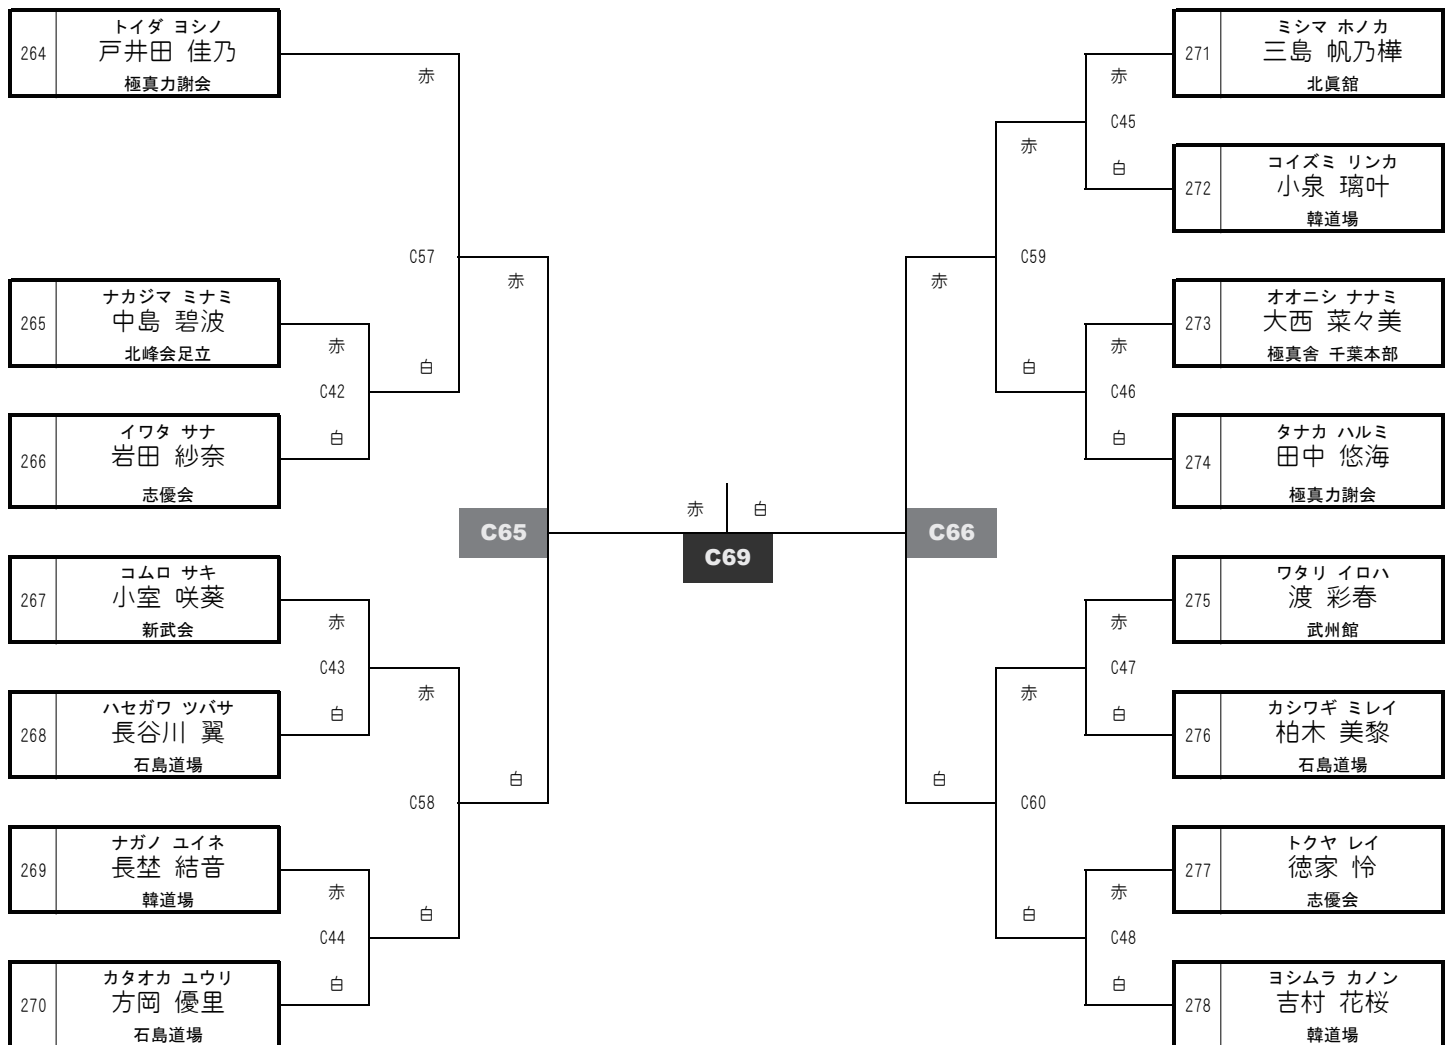 トイダ ヨシノ
264
戸井田 佳乃
極真力謝会
赤
C57
ナカジマ ミナミ
265
中島 碧波
北峰会足立
赤
C42
白
白
イワタ サナ
266
岩田 紗奈
志優会
赤
C65
コムロ サキ
267
小室 咲葵
新武会
赤
C43
白
赤
ハセガワ ツバサ
268
長谷川 翼
石島道場
白
C58
ナガノ ユイネ
269
長埜 結音
韓道場
赤
C44
白
白
カタオカ ユウリ
270
方岡 優里
石島道場
赤 白
C69
ミシマ ホノカ
271
三島 帆乃樺
北眞舘
赤
C45
白
赤
コイズミ リンカ
272
小泉 璃叶
韓道場
C59
赤
オオニシ ナナミ
273
大西 菜々美
極真舎 千葉本部
赤
C46
白
白
タナカ ハルミ
274
田中 悠海
極真力謝会
C66
ワタリ イロハ
275
渡 彩春
武州館
赤
C47
白
赤
カシワギ ミレイ
276
柏木 美黎
石島道場
白
C60
トクヤ レイ
277
徳家 怜
志優会
赤
C48
白
白
ヨシムラ カノン
278
吉村 花桜
韓道場